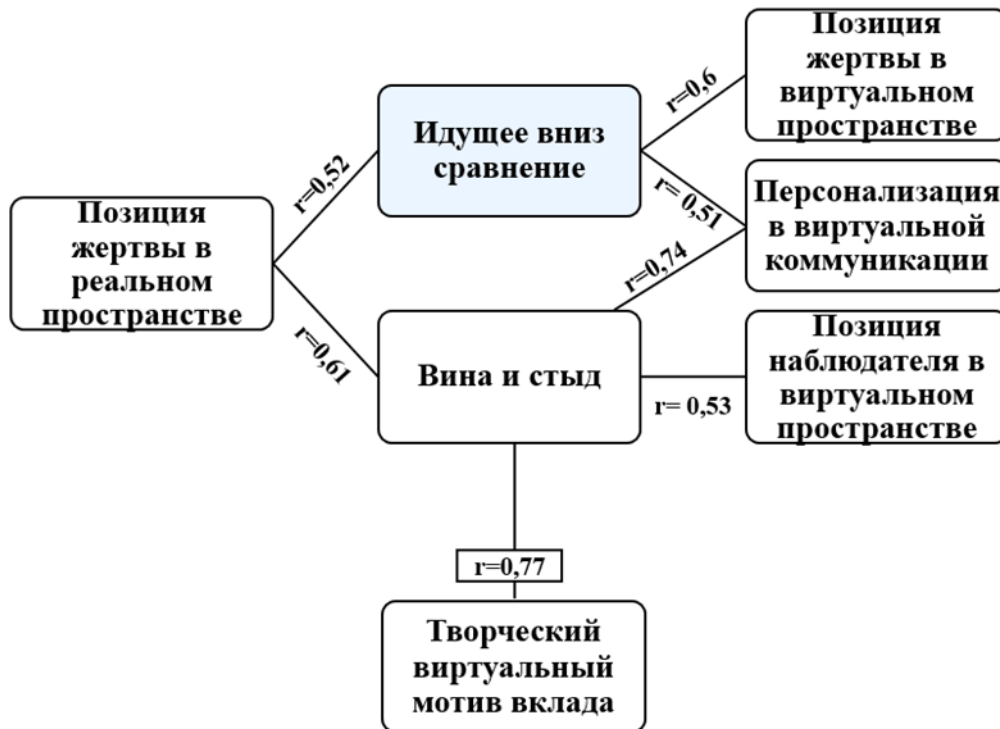 Позиция
жертвы в
виртуальном
пространстве
r=0,6
Идущее вниз
сравнение
r=0,52
r= 0,51
Персонализация
в виртуальной
коммуникации
Позиция
жертвы в
реальном
пространстве
r=0,74
r=0,61
Вина и стыд
Позиция
наблюдателя в
виртуальном
пространстве
r= 0,53
r=0,77
Творческий
виртуальный
мотив вклада